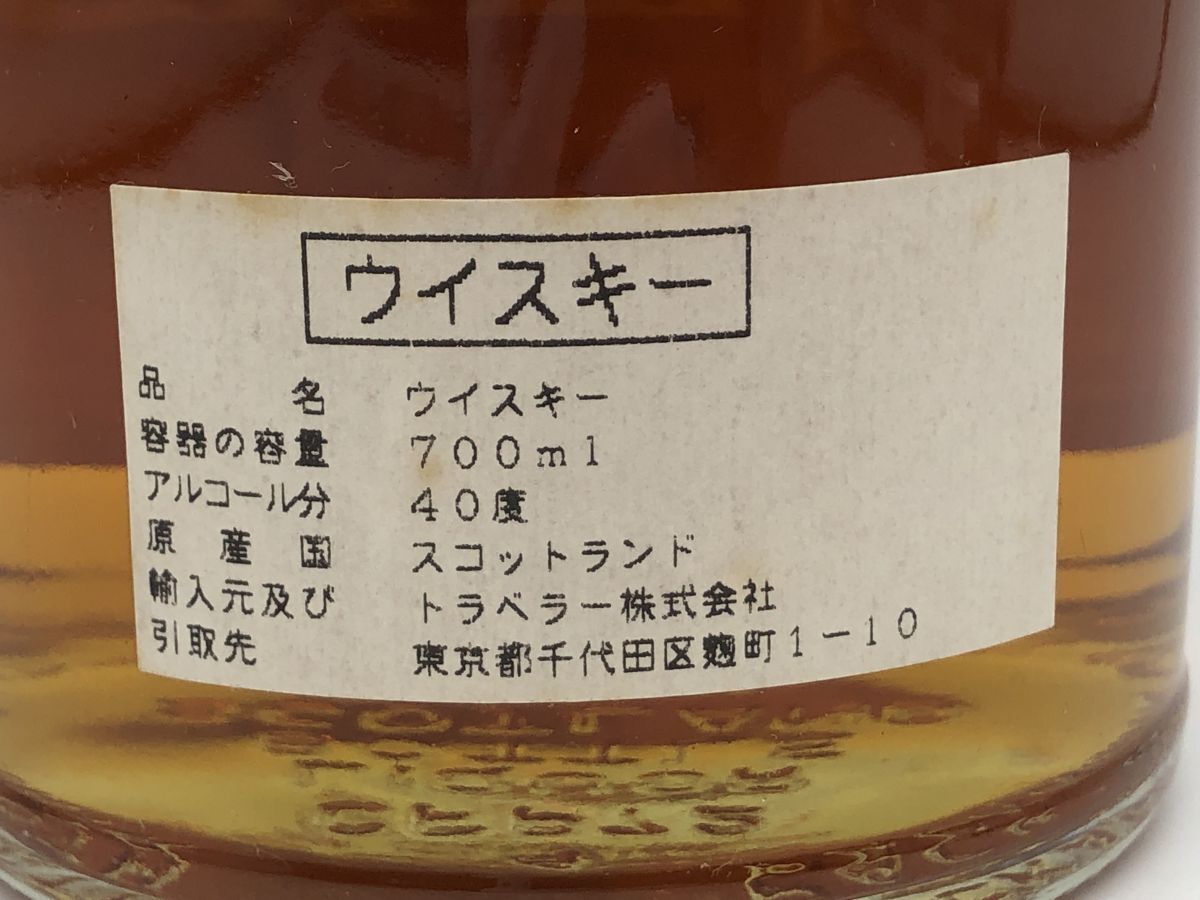 ウイスキー
品名 ウイスキー
容器の容量 700ml
アルコール分 40度
原産国 スコットランド
輸入元及び トラベラー株式会社
引取先 東京都千代田区麹町1-10